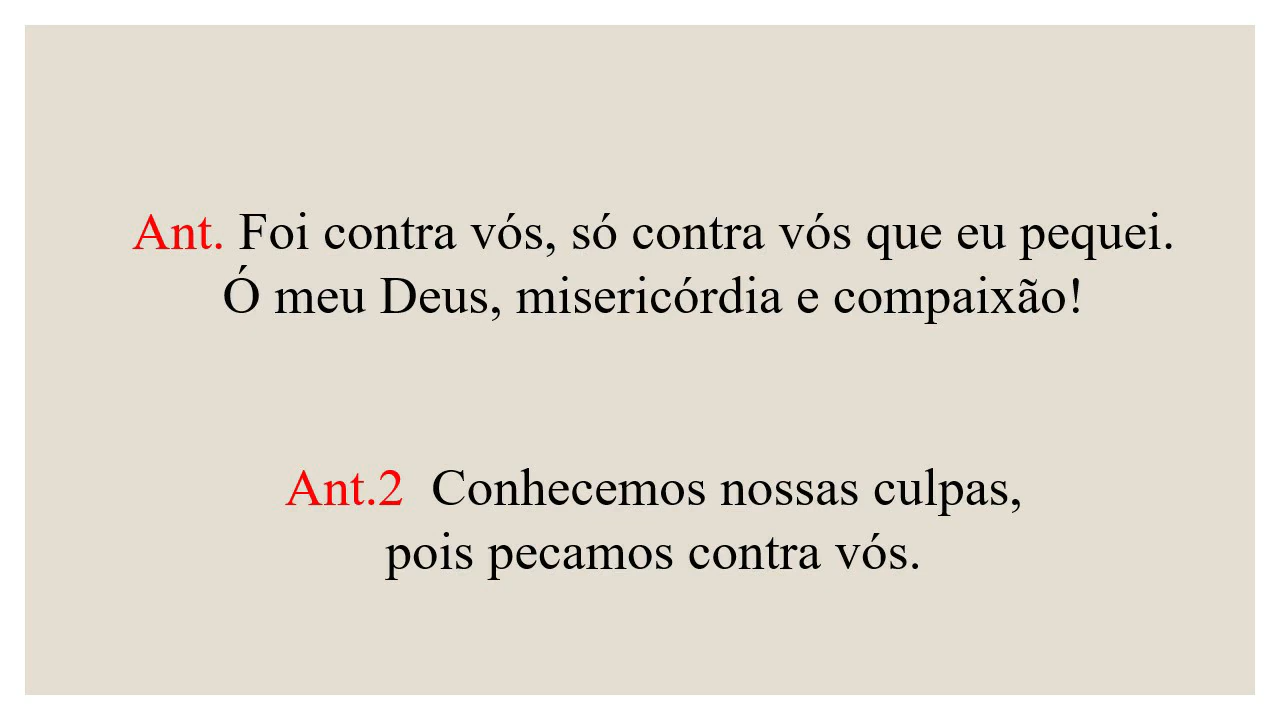 Ant. Foi contra vós, só contra vós que eu pequei.
Ó meu Deus, misericórdia e compaixão!
Ant.2 Conhecemos nossas culpas,
pois pecamos contra vós.